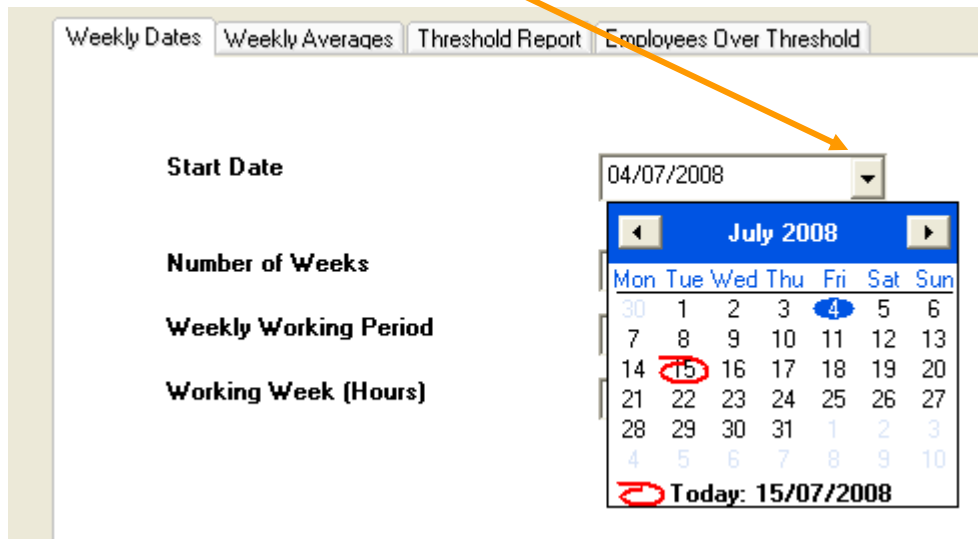 Weekly Dates Weekly Averages Threshold Report Employees Over Threshold
Start Date 04/07/2008
July 2008
Number of Weeks
Mon Tue Wed Thu Fri Sat Sun
30 1 2 3 4 5 6
Weekly Working Period
7 8 9 10 11 12 13
14 15 16 17 18 19 20
Working Week (Hours)
21 22 23 24 25 26 27
28 29 30 31 1 2 3
4 5 6 7 8 9 10
Today: 15/07/2008